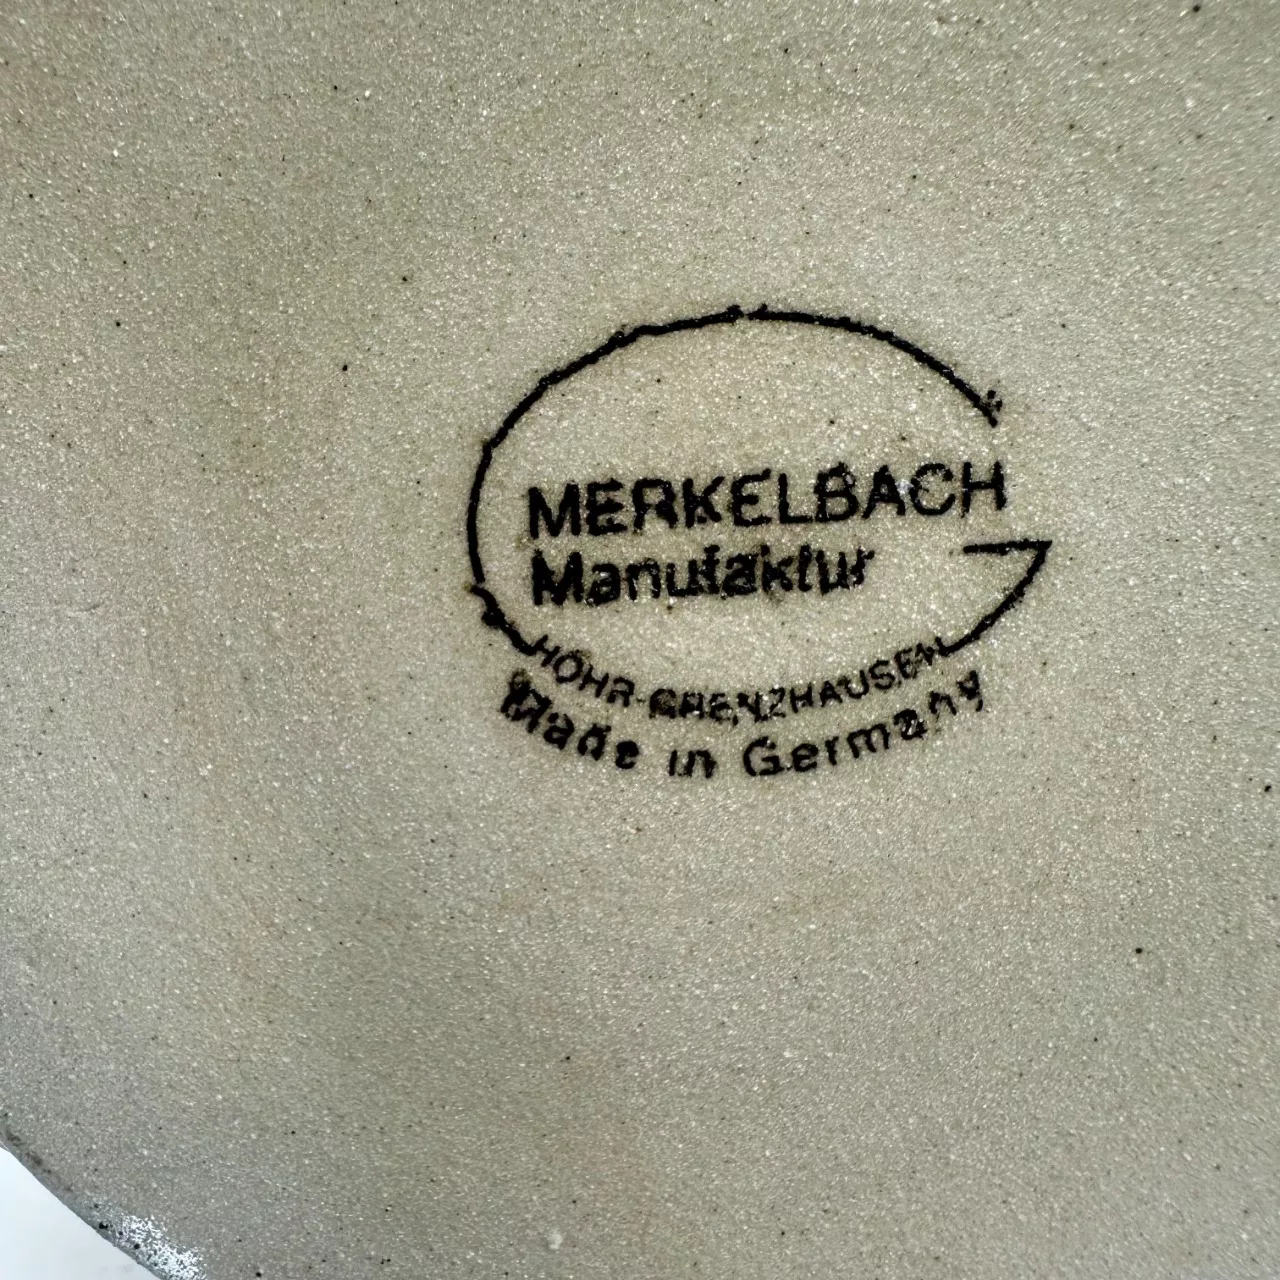 MERKELBACH
Manufaktur
HÖHR-GRENZHAUSEN
Made in Germany